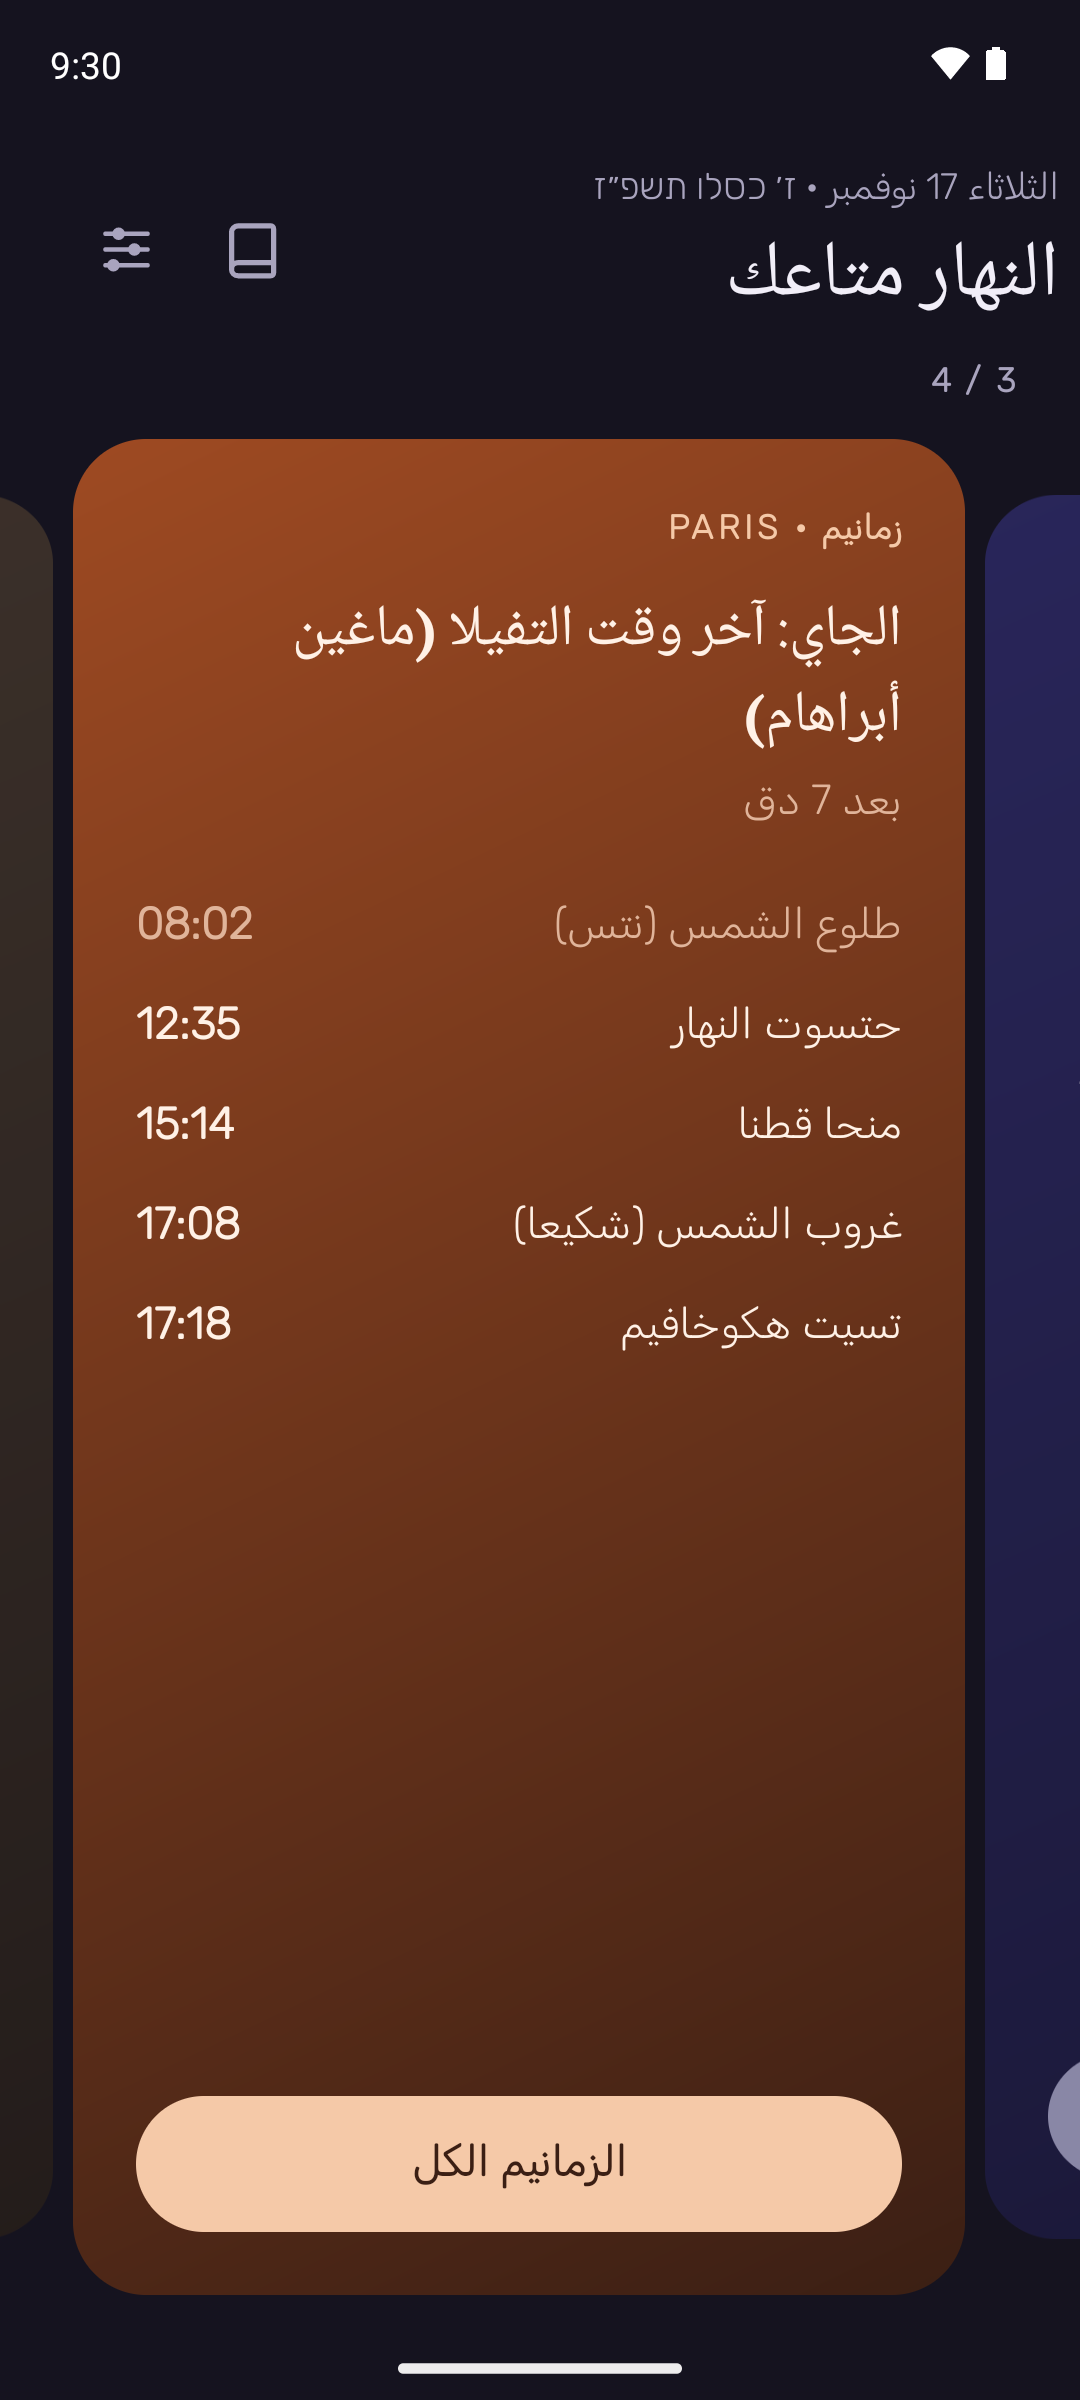 9:30
الثلاثاء 17 نوفمبر • ז׳ כסלו תשפ״ז
النهار متاعك
3 / 4
زمانيم • PARIS
الجاي: آخر وقت التفيلا (ماغين
أبراهام)
بعد 7 دق
طلوع الشمس (نتس) 08:02
حتسوت النهار 12:35
منحا قطنا 15:14
غروب الشمس (شكيعا) 17:08
تسيت هكوخافيم 17:18
الزمانيم الكل